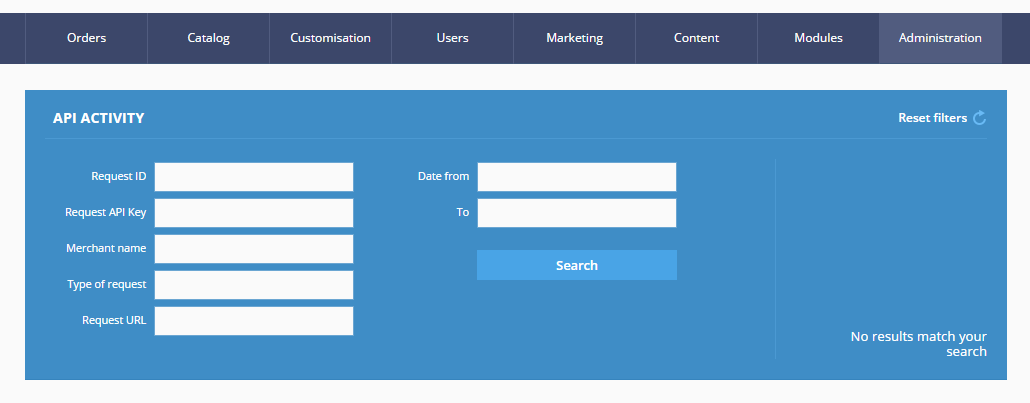 Orders Catalog Customisation Users Marketing Content Modules Administration
API ACTIVITY Reset filters
Request ID Date from
Request API Key To
Merchant name
Search
Type of request
Request URL
No results match your
search